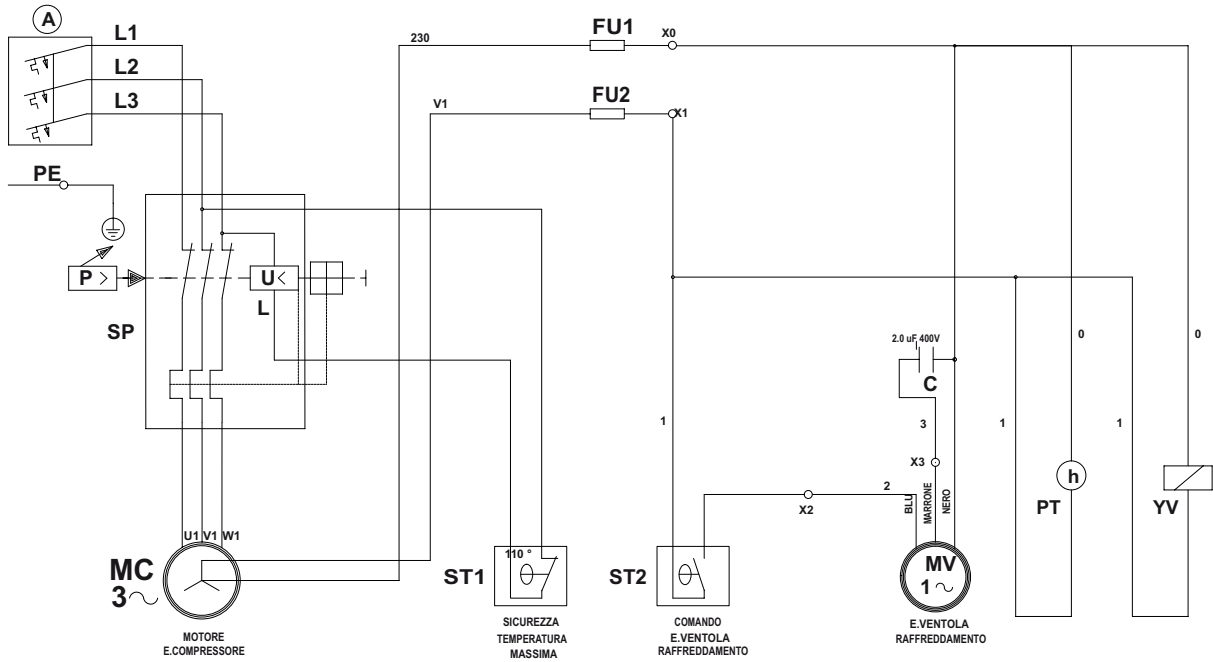 A
L1
L2
L3
PE
230
FU1
X0
V1
FU2
X1
P >
SP
U<
L
2.0 uF 400V
C
0
0
1
3
1
1
X3
2
X2
BLU
MARRONE
NERO
h
PT
YV
U1 V1 W1
MC
3
110 °
ST1
ST2
MV
1
MOTORE
E.COMPRESSORE
SICUREZZA
TEMPERATURA
MASSIMA
COMANDO
E.VENTOLA
RAFFREDDAMENTO
E.VENTOLA
RAFFREDDAMENTO